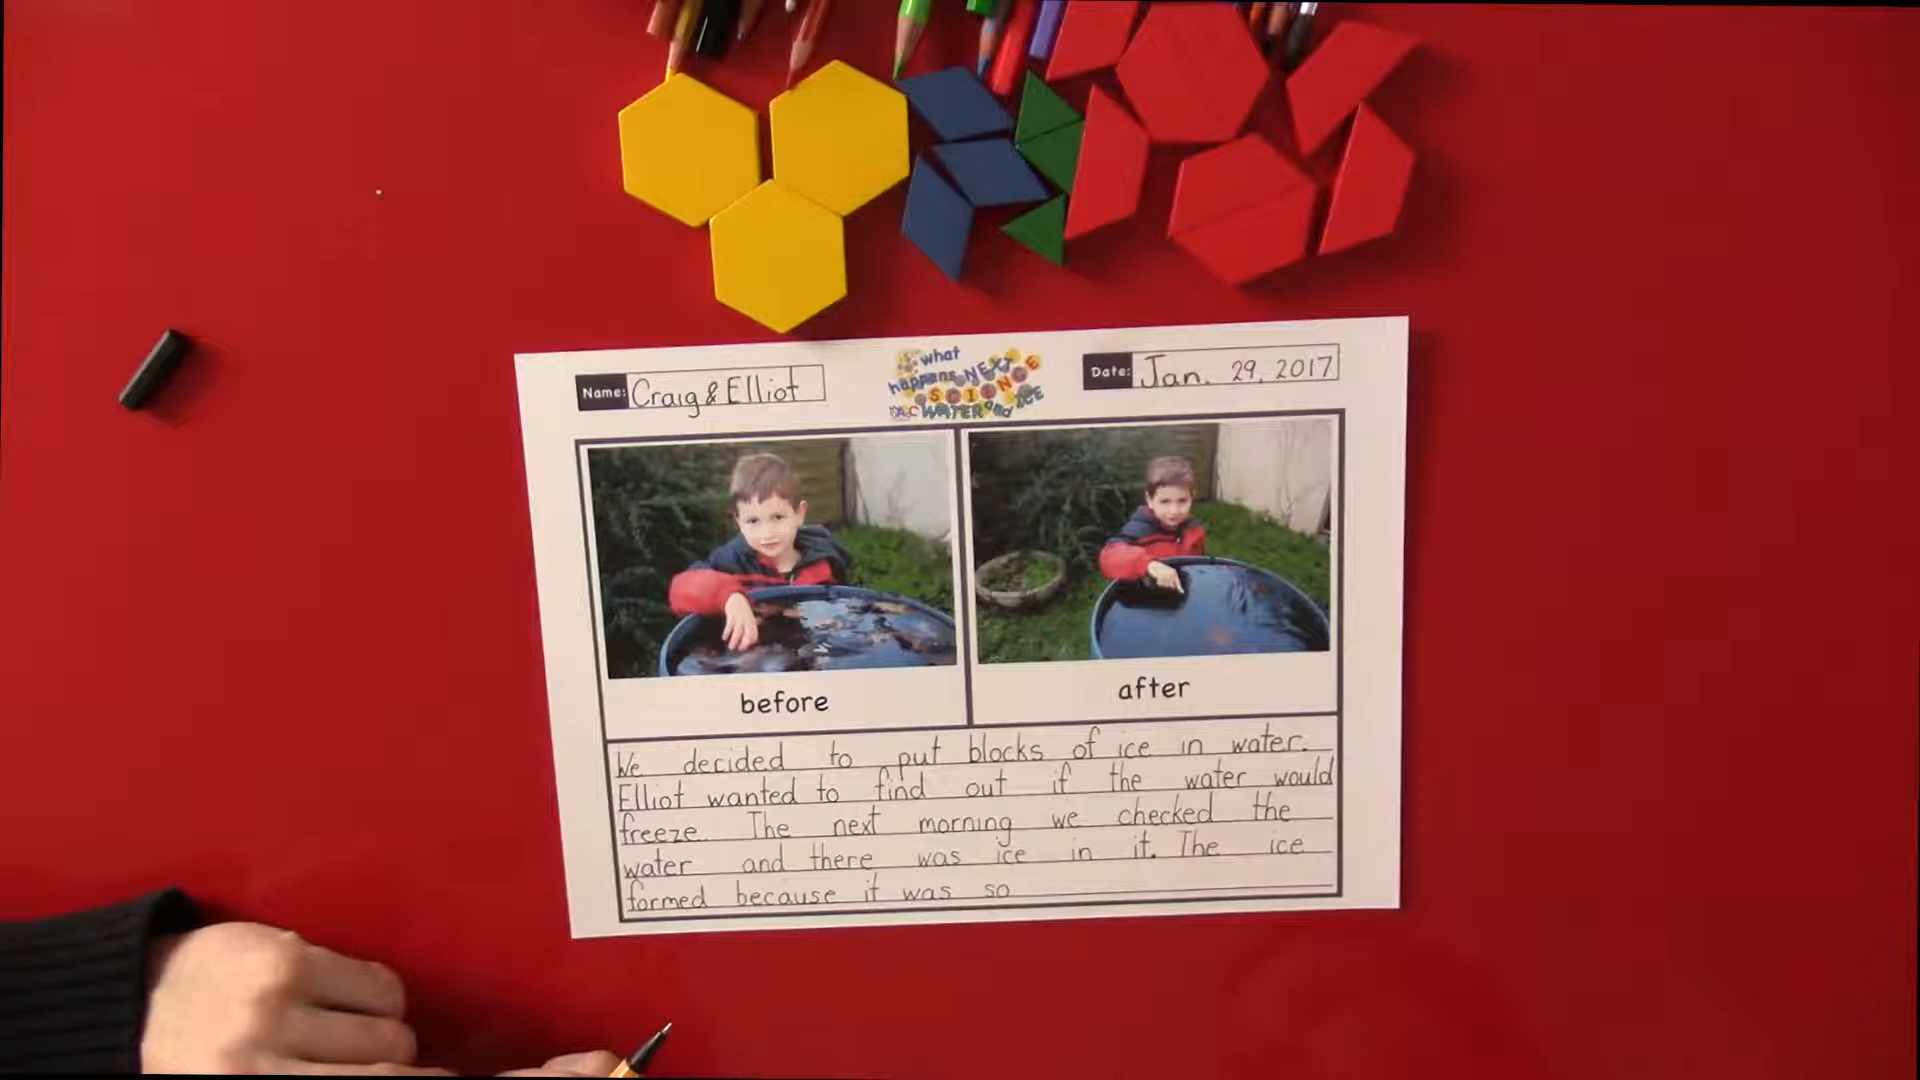 Name: Craig & Elliot
what
happens NEXT
SCIENCE
WATER and ICE
Date: Jan. 29, 2017
before
after
We decided to put blocks of ice in water.
Elliot wanted to find out if the water would
freeze. The next morning we checked the
water and there was ice in it. The ice
formed because it was so